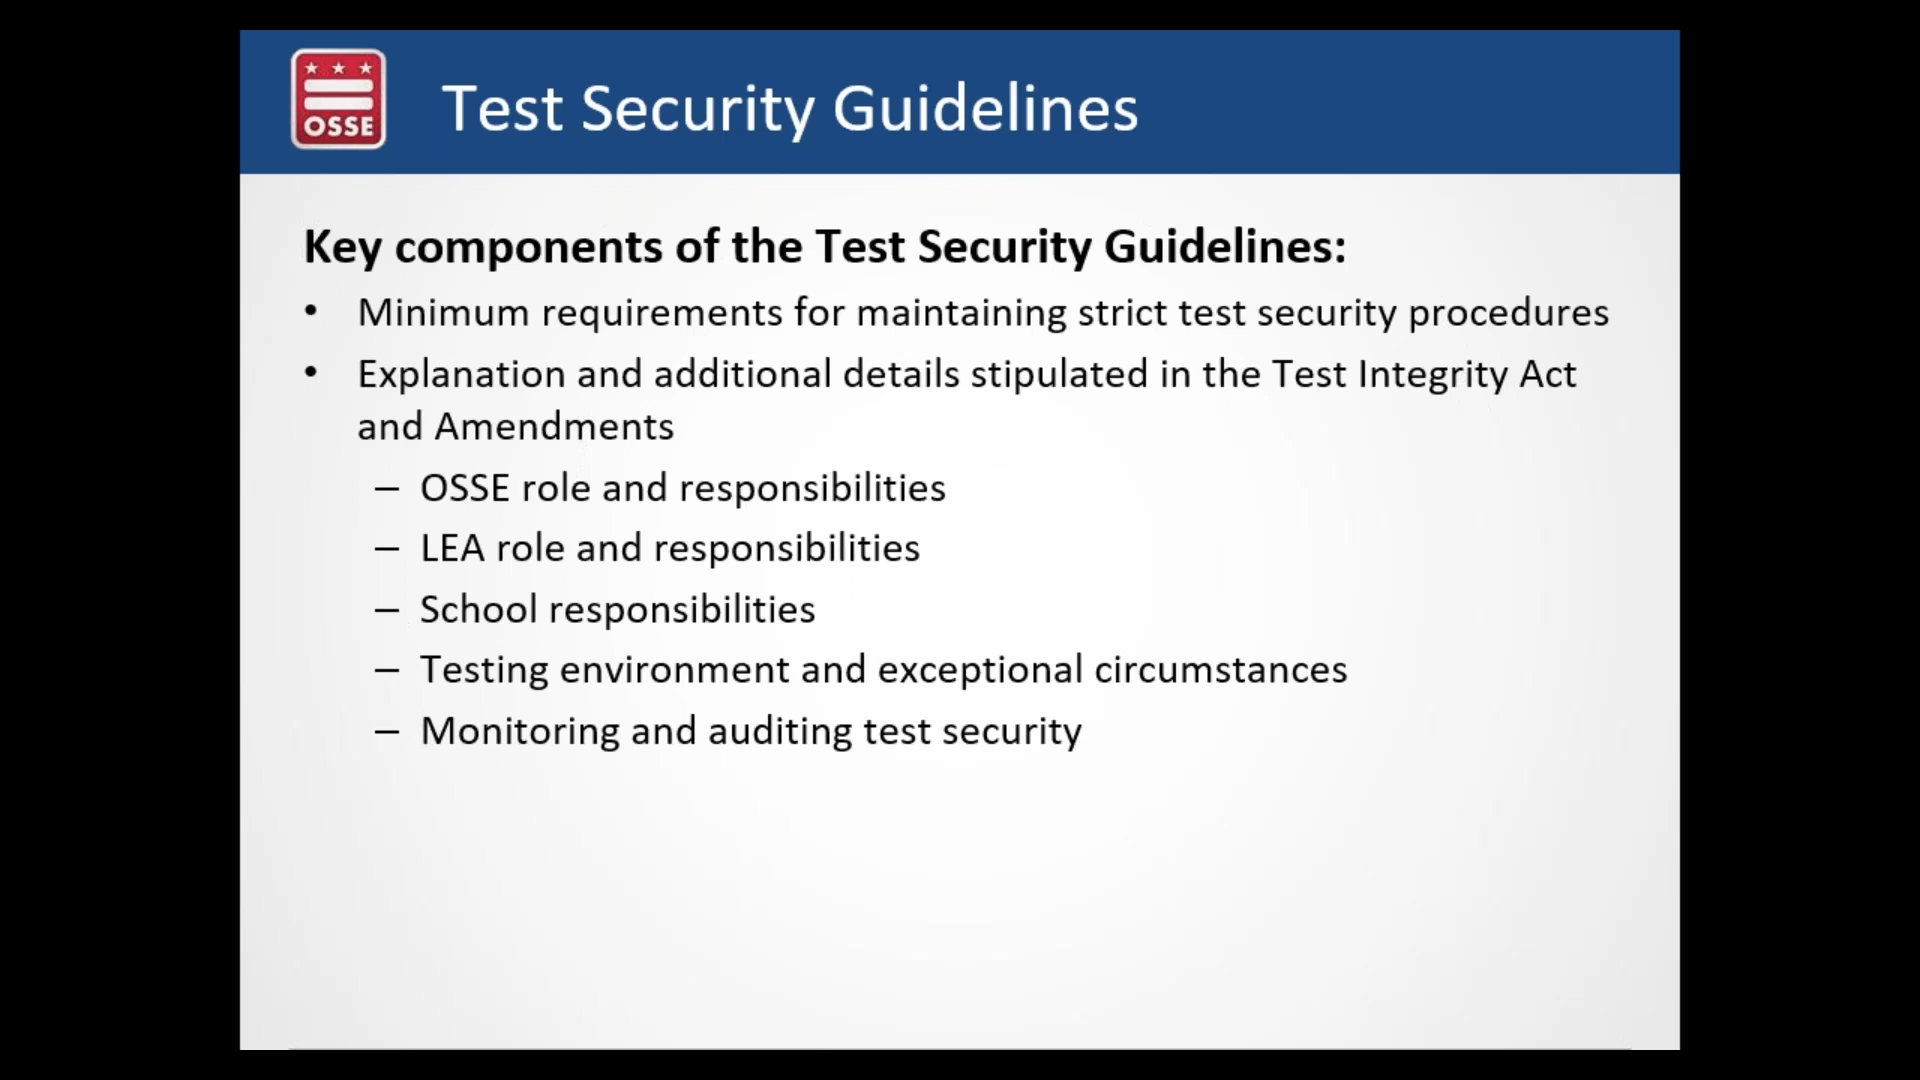 OSSE
Test Security Guidelines
Key components of the Test Security Guidelines:
• Minimum requirements for maintaining strict test security procedures
• Explanation and additional details stipulated in the Test Integrity Act
and Amendments
– OSSE role and responsibilities
– LEA role and responsibilities
– School responsibilities
– Testing environment and exceptional circumstances
– Monitoring and auditing test security